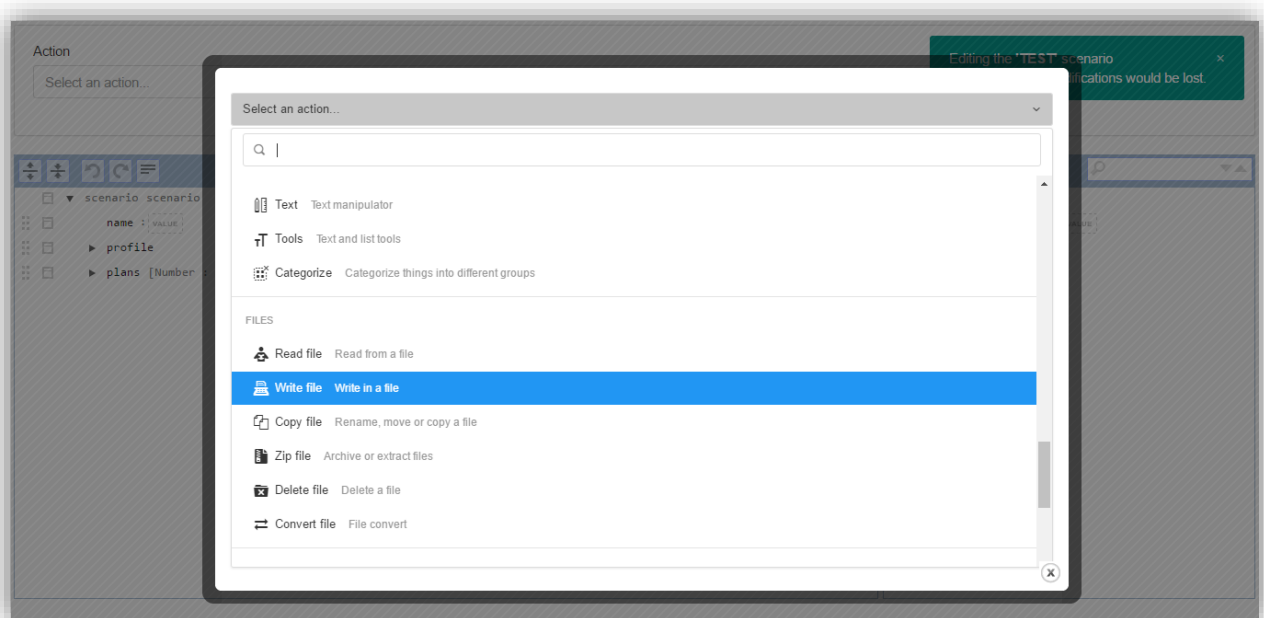 Action
Select an action...
Editing the 'TEST' scenario ×
ifications would be lost.
Select an action...
Text Text manipulator
Tools Text and list tools
Categorize Categorize things into different groups
FILES
Read file Read from a file
Write file Write in a file
Copy file Rename, move or copy a file
Zip file Archive or extract files
Delete file Delete a file
Convert file File convert
scenario scenario
name : VALUE
profile
plans [Number :